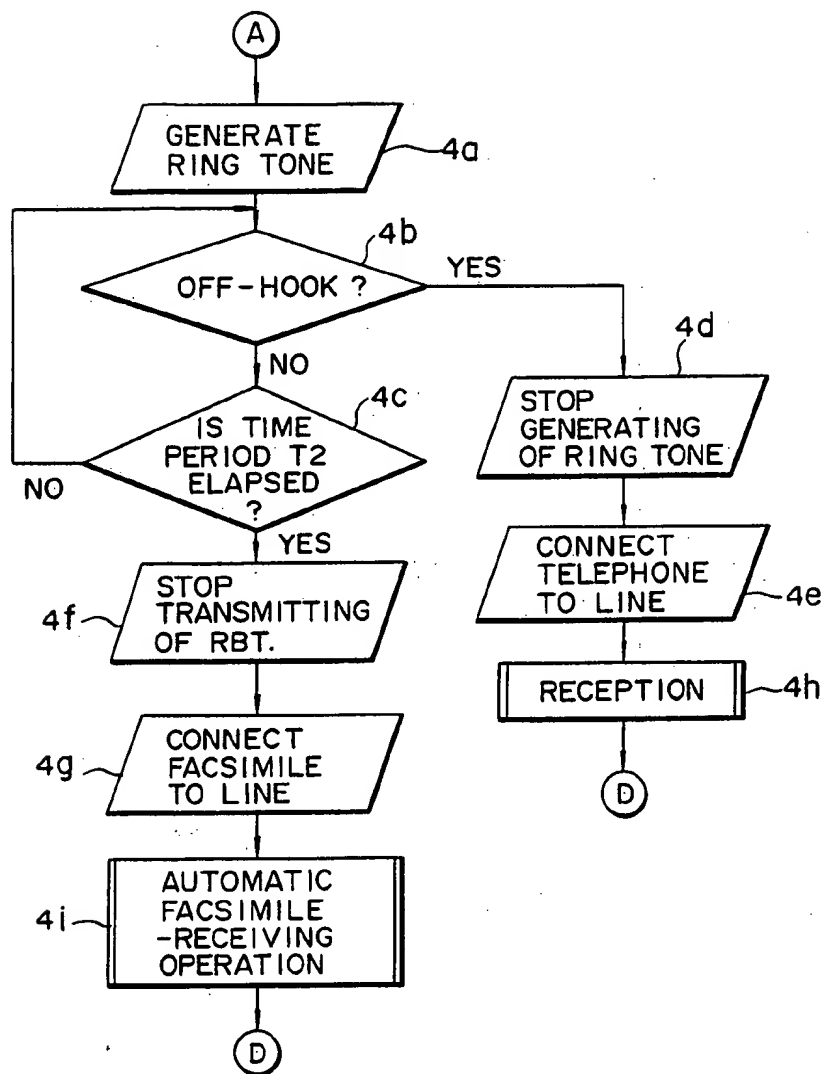 A
GENERATE
RING TONE
4a
4b
OFF-HOOK ?
YES
NO
4c
IS TIME
PERIOD T2
ELAPSED
?
NO
YES
4d
STOP
GENERATING
OF RING TONE
4f
STOP
TRANSMITTING
OF RBT.
CONNECT
TELEPHONE
TO LINE
4e
RECEPTION
4h
4g
CONNECT
FACSIMILE
TO LINE
D
4i
AUTOMATIC
FACSIMILE
-RECEIVING
OPERATION
D